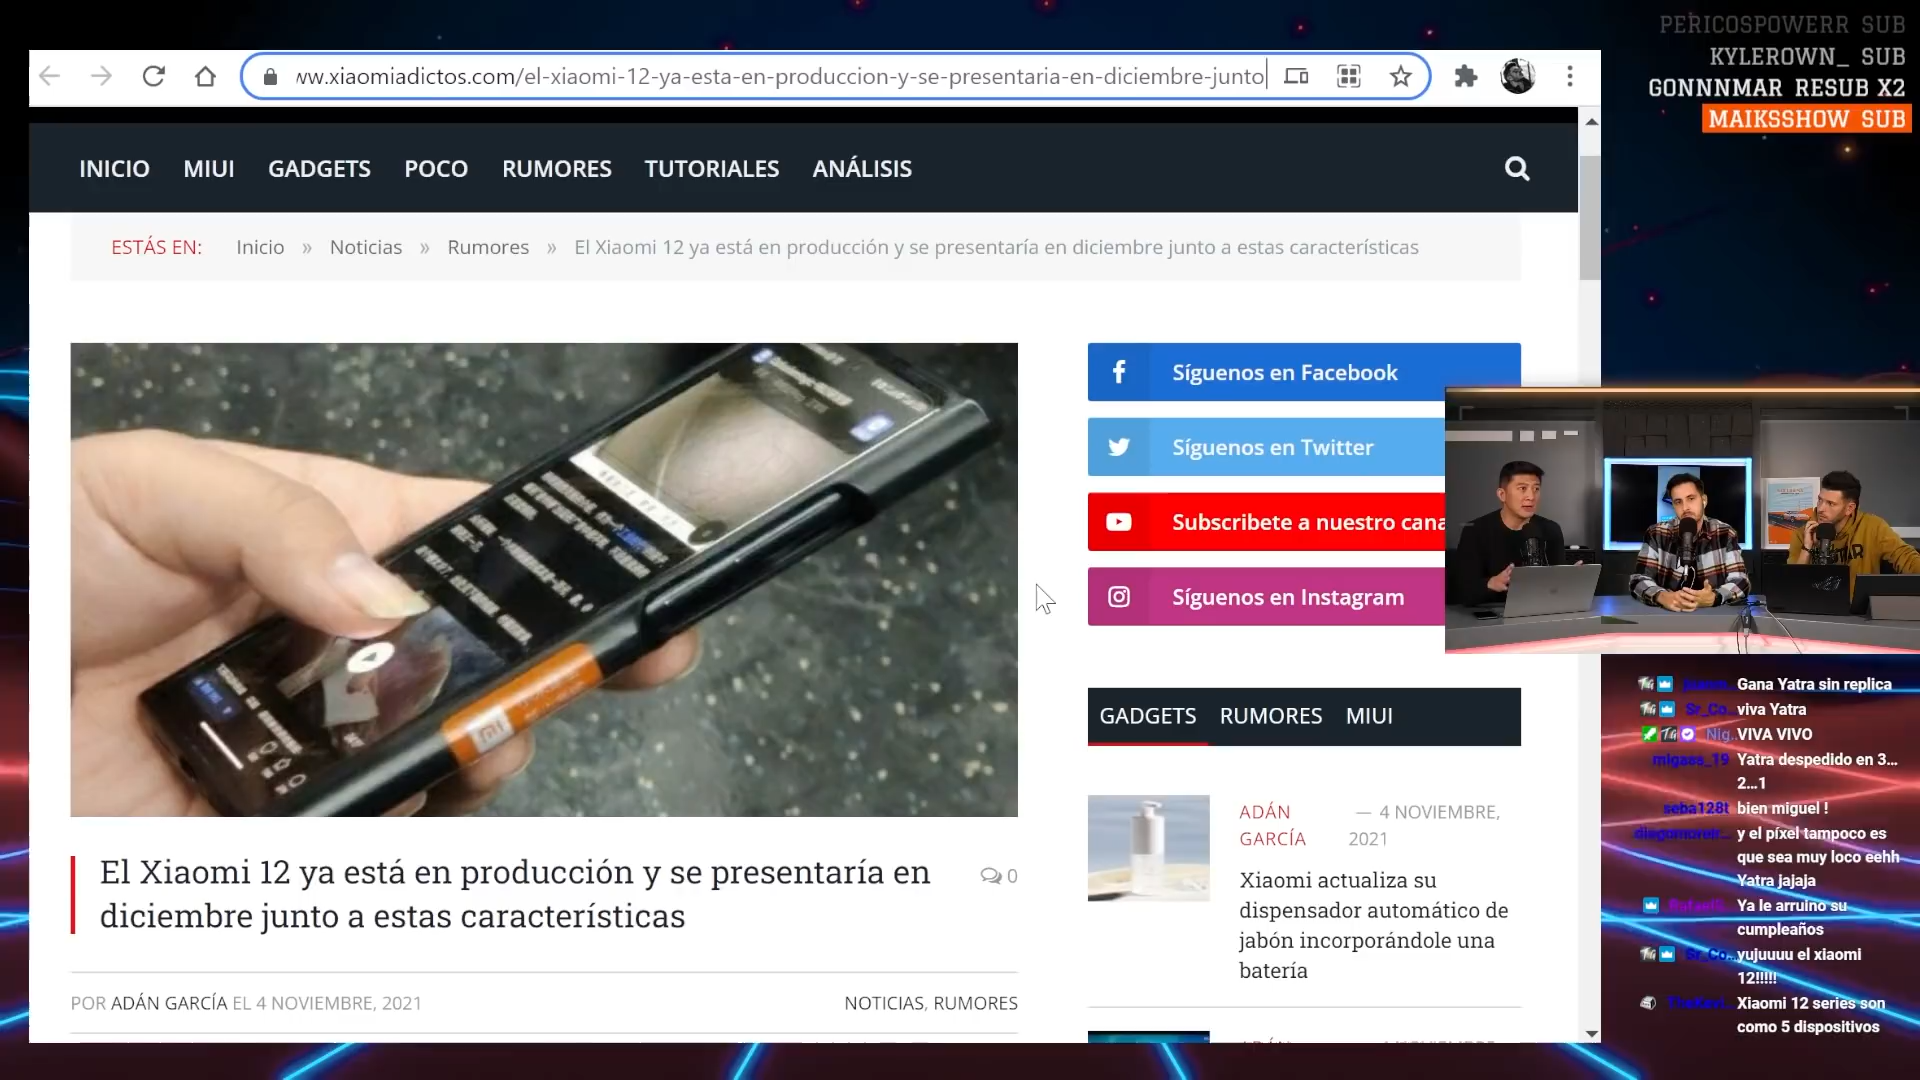 PERICOSPOWERR SUB
KYLEROWN_ SUB
GONNNMAR RESUB X2
MAIKSSHOW SUB
ww.xiaomiadictos.com/el-xiaomi-12-ya-esta-en-produccion-y-se-presentaria-en-diciembre-junto
INICIO MIUI GADGETS POCO RUMORES TUTORIALES ANÁLISIS
ESTÁS EN: Inicio » Noticias » Rumores » El Xiaomi 12 ya está en producción y se presentaría en diciembre junto a estas características
Síguenos en Facebook
Síguenos en Twitter
Subscribete a nuestro cana
Síguenos en Instagram
El Xiaomi 12 ya está en producción y se presentaría en
diciembre junto a estas características
0
POR ADÁN GARCÍA EL 4 NOVIEMBRE, 2021
NOTICIAS, RUMORES
GADGETS RUMORES MIUI
ADÁN GARCÍA
— 4 NOVIEMBRE, 2021
Xiaomi actualiza su
dispensador automático de
jabón incorporándole una
batería
Gana Yatra sin replica
Sr_Co... viva Yatra
Nig... VIVA VIVO
migass_19 Yatra despedido en 3...
2...1
seba128t bien miguel !
y el píxel tampoco es
que sea muy loco eehh
Yatra jajaja
Ya le arruino su
cumpleaños
Sr_Co... yujuuuu el xiaomi
12!!!!!
Xiaomi 12 series son
como 5 dispositivos